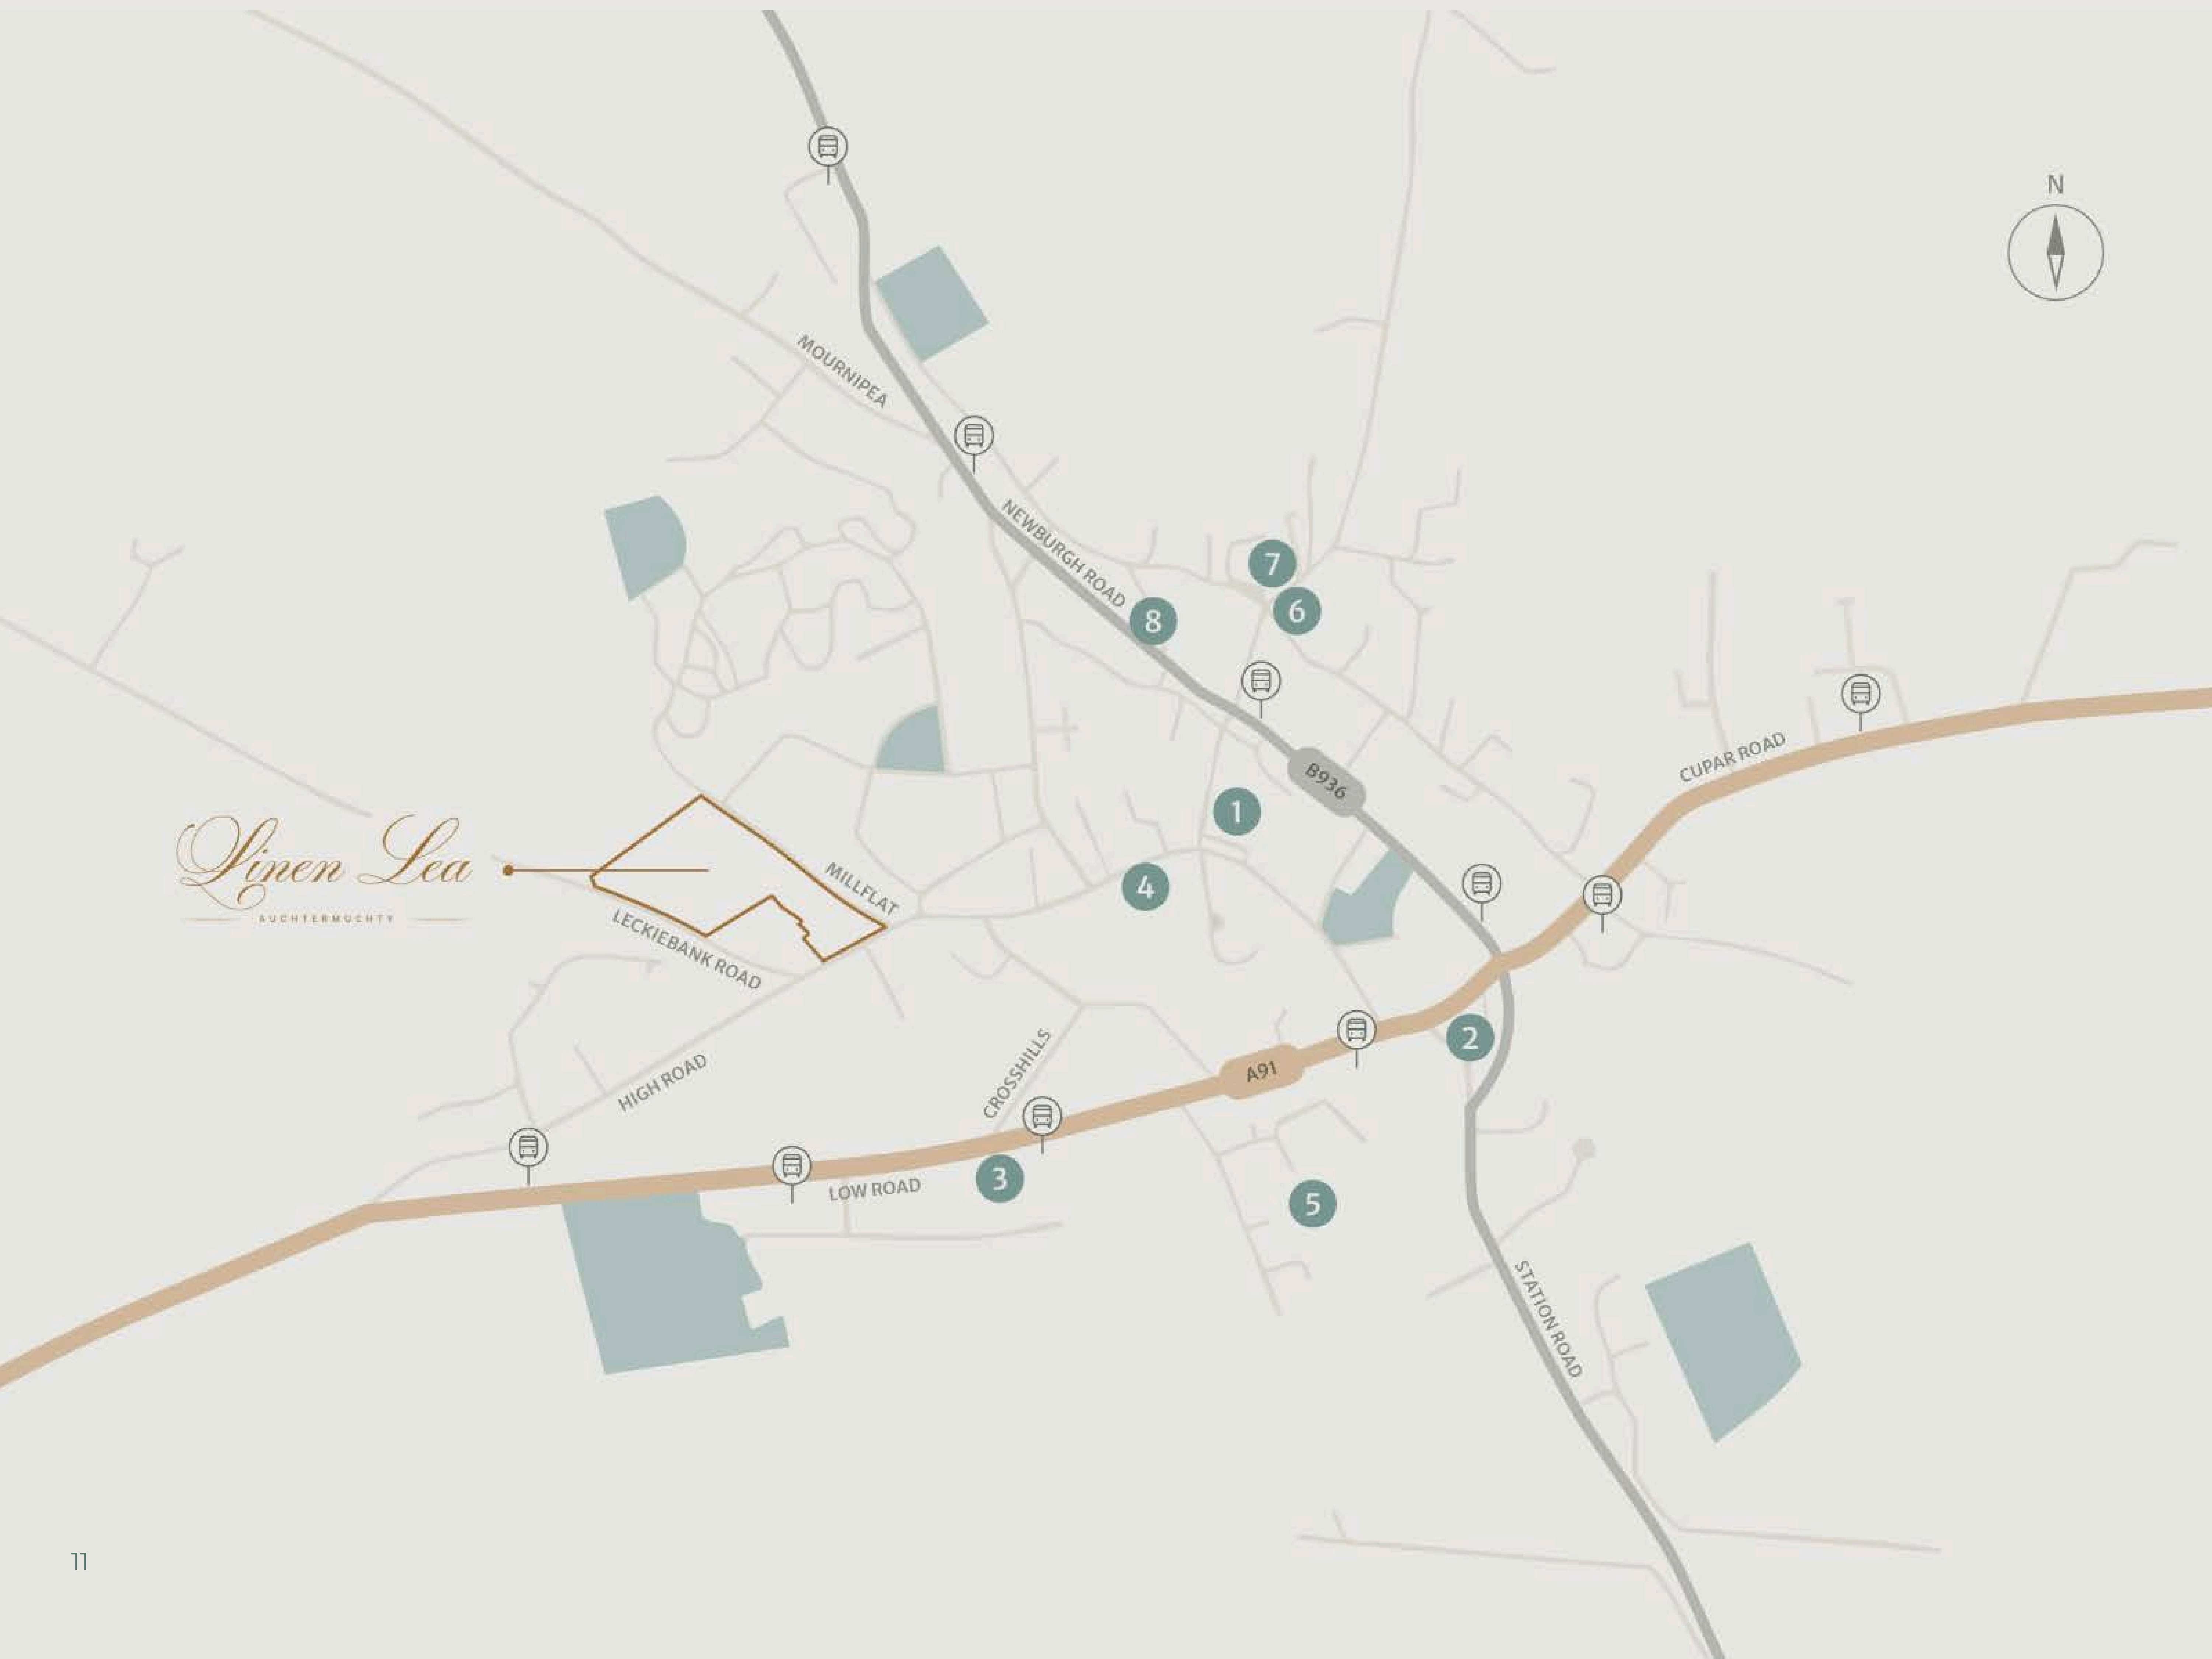 N
MOURNIPEA
NEWBURGH ROAD
7
6
8
B936
CUPAR ROAD
1
Linen Lea
AUCHTERMUCHTY
MILLFLAT
4
LECKIEBANK ROAD
2
HIGH ROAD
CROSSHILLS
A91
3
LOW ROAD
5
STATION ROAD
11